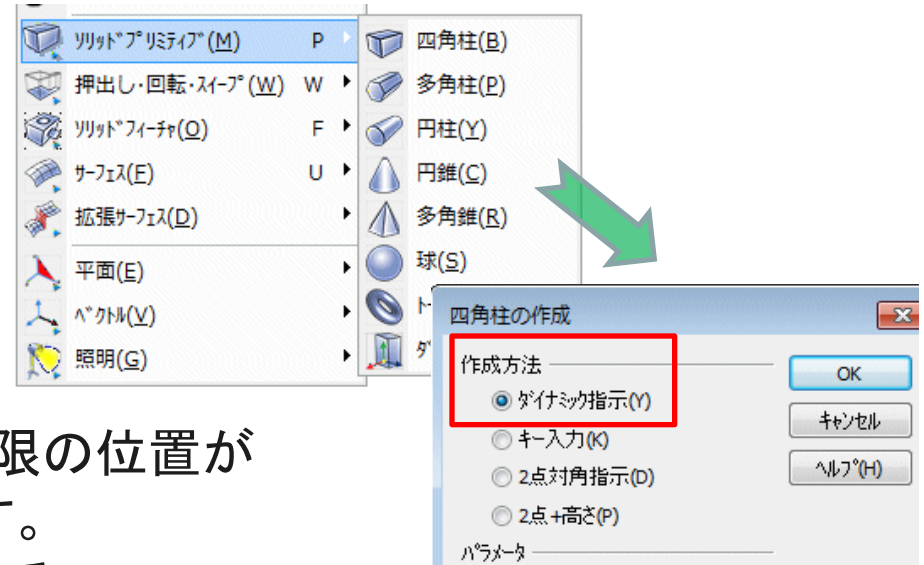 ｿﾘｯﾄﾞﾌﾟﾘﾐﾃｨﾌﾞ(M) P
押出し･回転･ｽｲｰﾌﾟ(W) W
ｿﾘｯﾄﾞﾌｨｰﾁｬ(O) F
ｻｰﾌｪｽ(F) U
拡張ｻｰﾌｪｽ(D)
平面(E)
ﾍﾞｸﾄﾙ(V)
照明(G)
四角柱(B)
多角柱(P)
円柱(Y)
円錐(C)
多角錐(R)
球(S)
四角柱の作成
作成方法
ﾀﾞｲﾅﾐｯｸ指示(Y)
キー入力(K)
2点対角指示(D)
2点+高さ(P)
ﾊﾟﾗﾒｰﾀ
OK
ｷｬﾝｾﾙ
ﾍﾙﾌﾟ(H)
限の位置が
す。